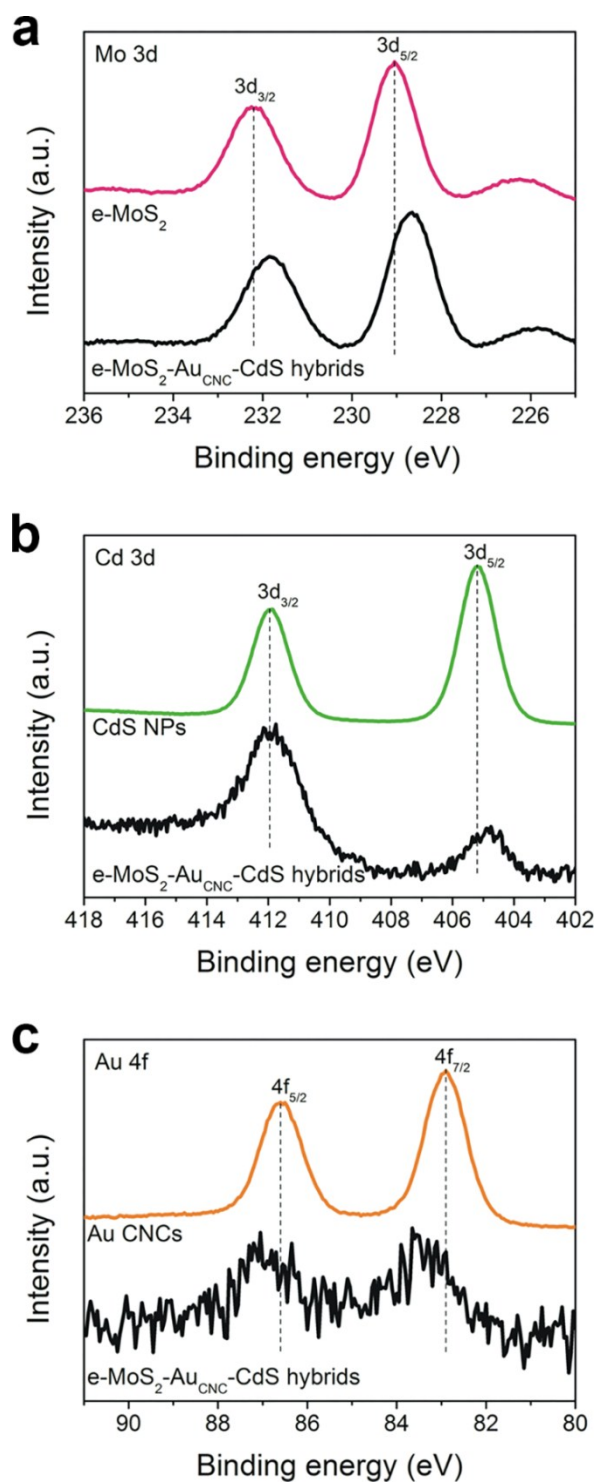 a
Mo 3d
3d3/2
3d5/2
e-MoS2
e-MoS2-AuCNC-CdS hybrids
Intensity (a.u.)
236 234 232 230 228 226
Binding energy (eV)
b
Cd 3d
3d3/2
3d5/2
CdS NPs
e-MoS2-AuCNC-CdS hybrids
Intensity (a.u.)
418 416 414 412 410 408 406 404 402
Binding energy (eV)
c
Au 4f
4f5/2
4f7/2
Au CNCs
e-MoS2-AuCNC-CdS hybrids
Intensity (a.u.)
90 88 86 84 82 80
Binding energy (eV)